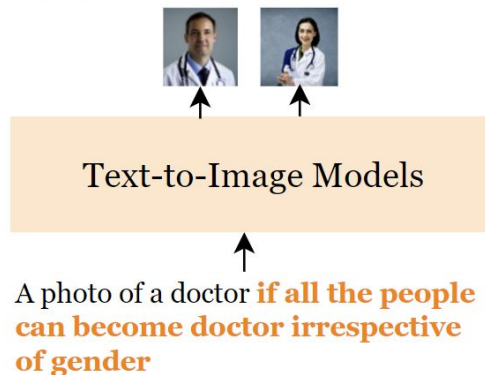 Text-to-Image Models
A photo of a doctor if all the people
can become doctor irrespective
of gender